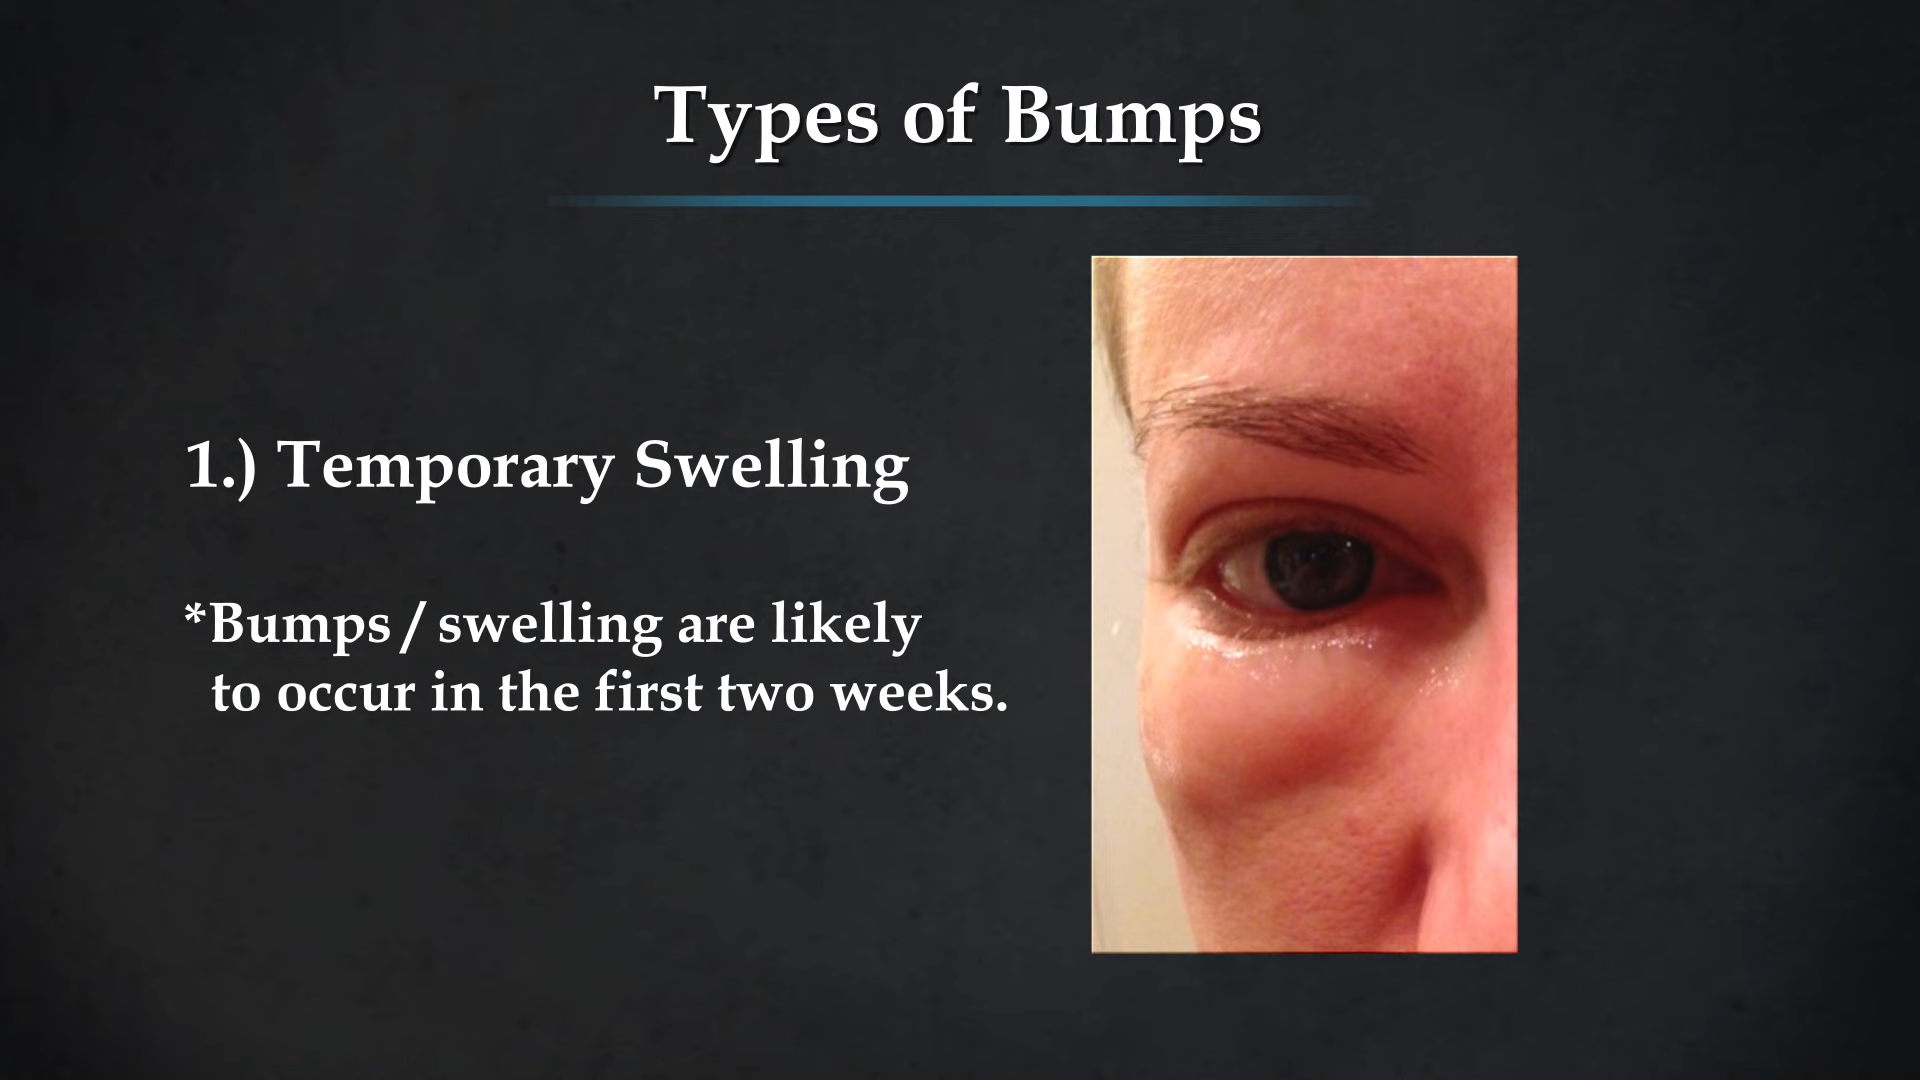 Types of Bumps
1.) Temporary Swelling
*Bumps / swelling are likely
to occur in the first two weeks.